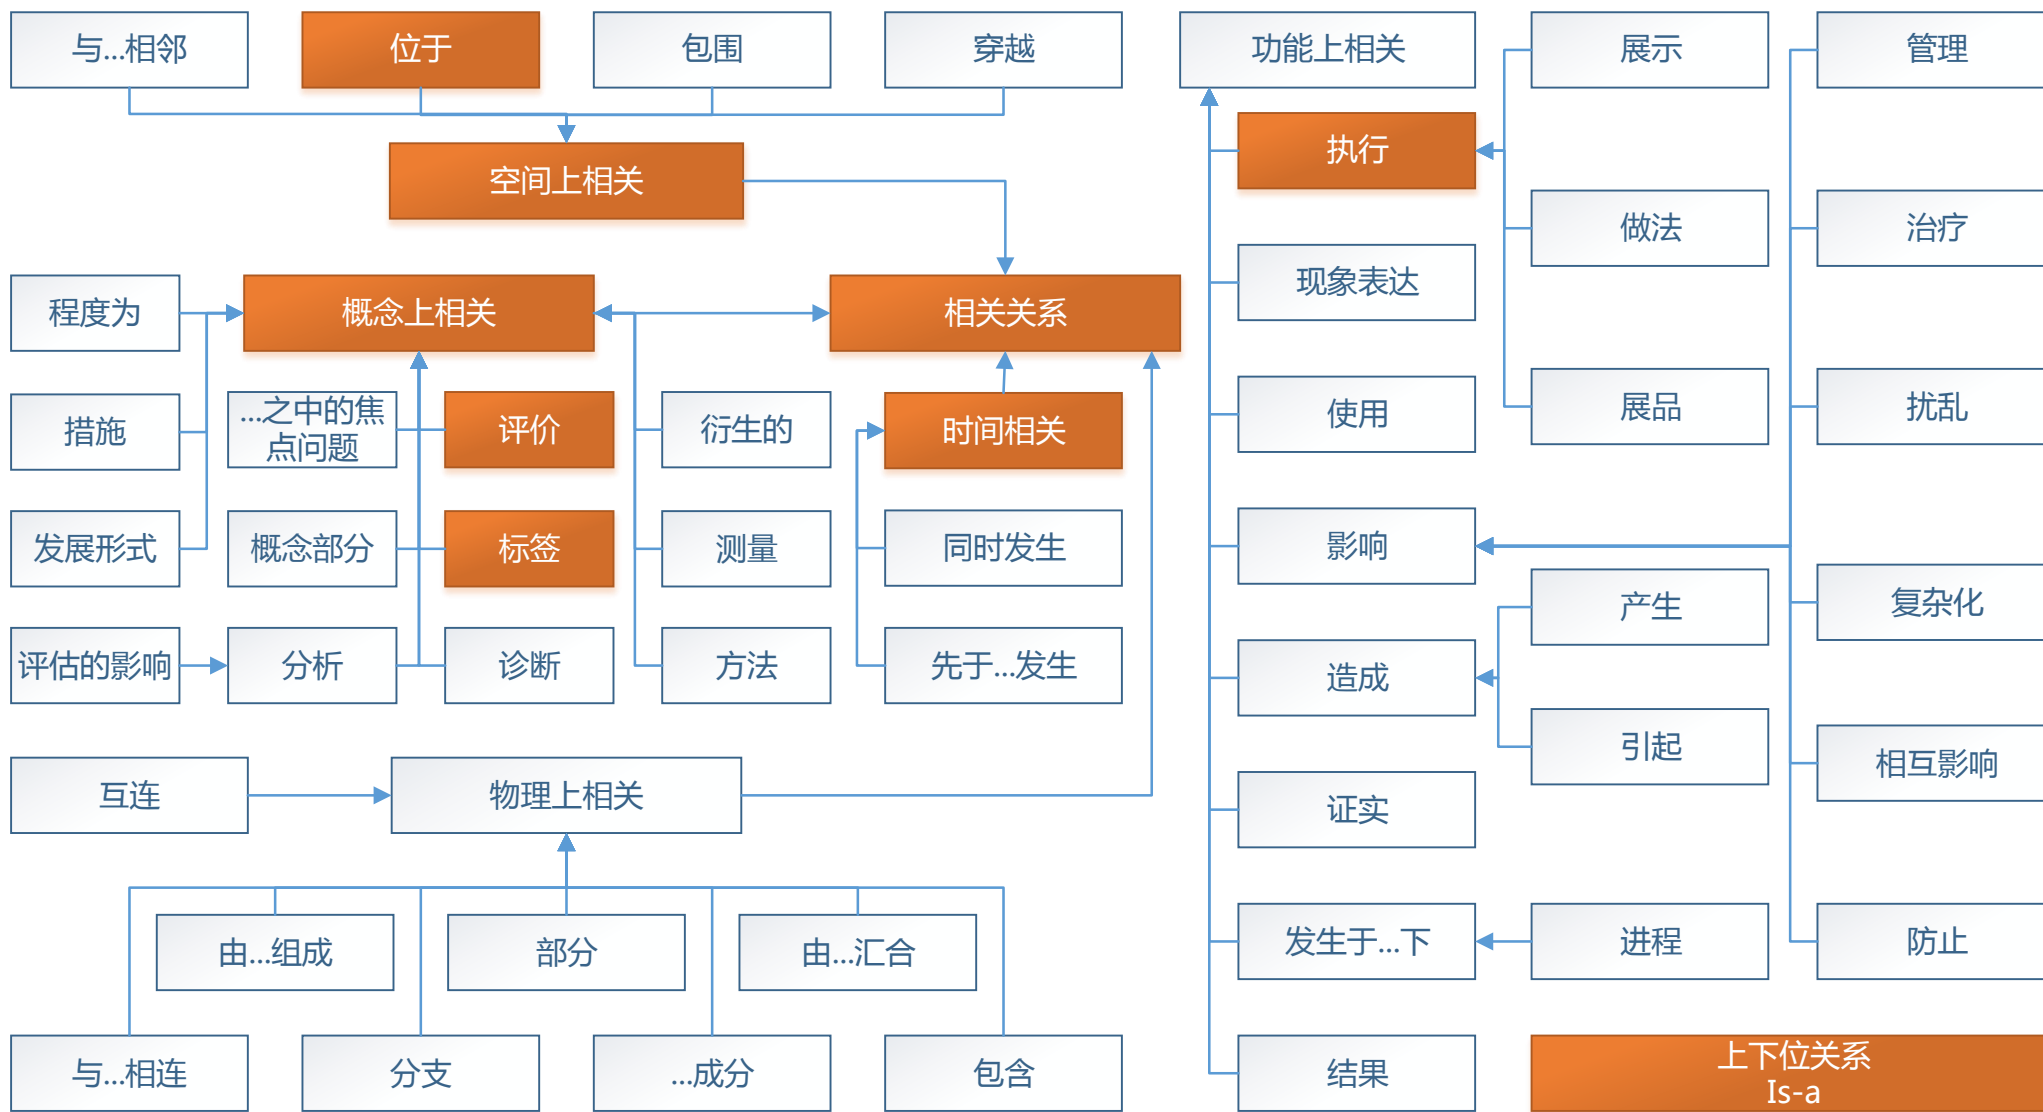 与...相邻
位于
包围
穿越
功能上相关
展示
管理
执行
空间上相关
做法
治疗
现象表达
程度为
概念上相关
相关关系
使用
展品
扰乱
措施
...之中的焦
点问题
评价
衍生的
时间相关
发展形式
概念部分
标签
测量
同时发生
影响
产生
复杂化
评估的影响
分析
诊断
方法
先于...发生
造成
引起
相互影响
互连
物理上相关
证实
由...组成
部分
由...汇合
发生于...下
进程
防止
与...相连
分支
...成分
包含
结果
上下位关系
Is-a